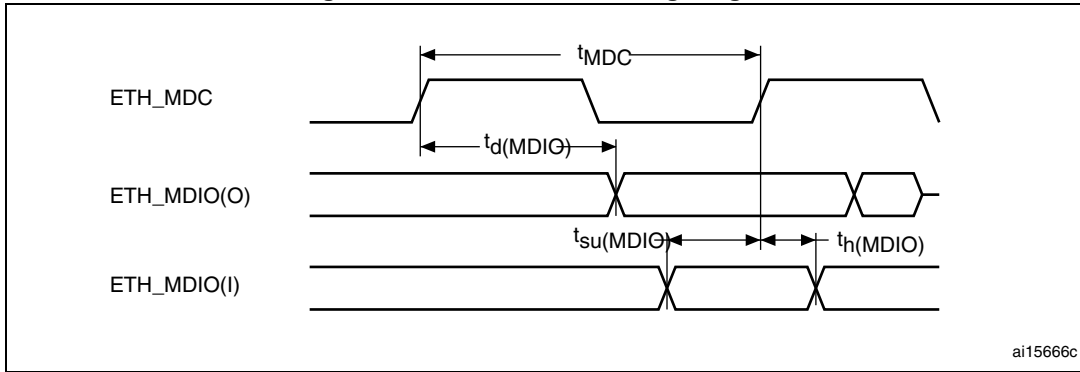 tMDC
ETH_MDC
td(MDIO)
ETH_MDIO(O)
tsu(MDIO)
th(MDIO)
ETH_MDIO(I)
ai15666c